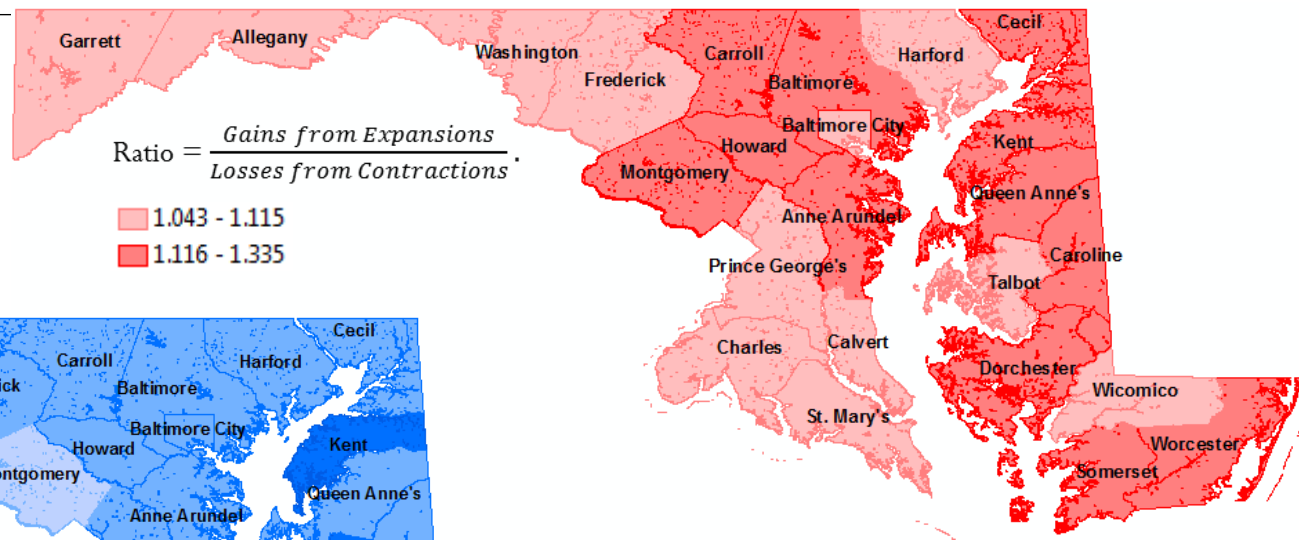 Garrett
Allegany
Washington
Frederick
Carroll
Baltimore
Harford
Cecil
Baltimore City
Howard
Montgomery
Kent
Queen Anne's
Anne Arundel
Prince George's
Caroline
Talbot
Charles
Calvert
Dorchester
St. Mary's
Wicomico
Worcester
Somerset
Ratio = Gains from Expansions / Losses from Contractions.
1.043 - 1.115
1.116 - 1.335
Cecil
Carroll
Harford
ick
Baltimore
Baltimore City
Howard
Kent
ontgomery
Queen Anne's
Anne Arundel